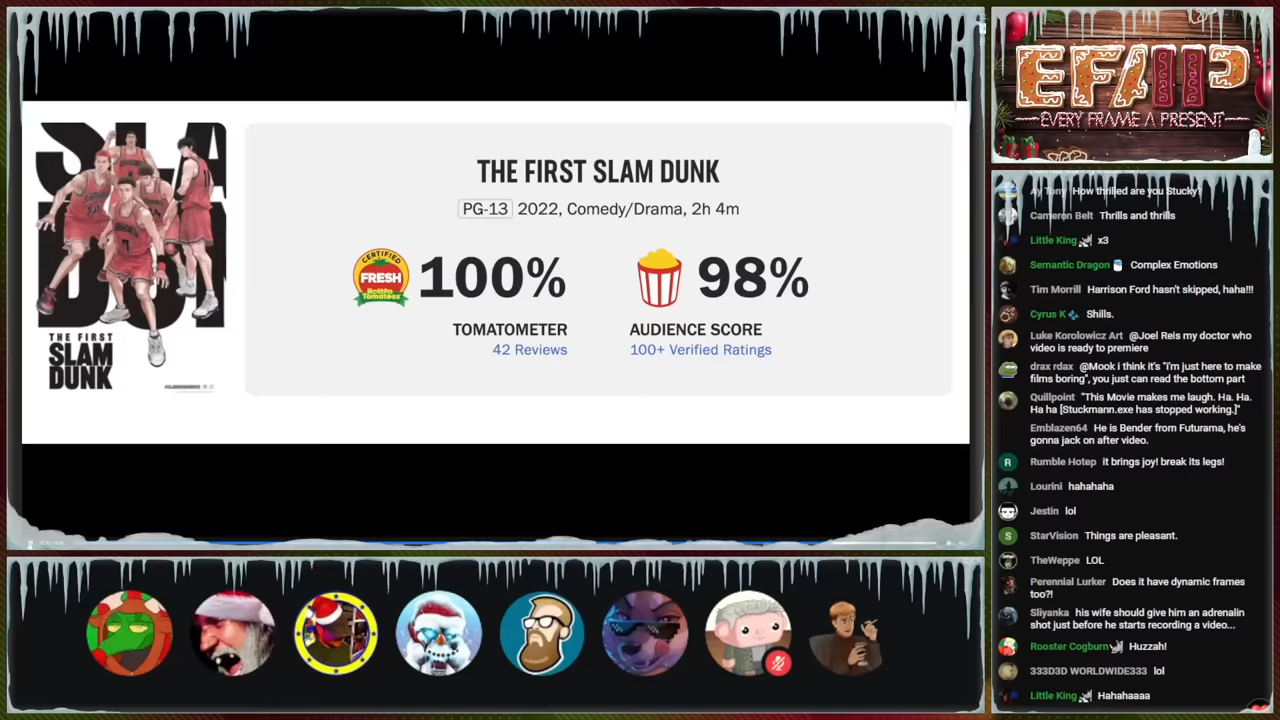 SLA
DU
THE FIRST
SLAM
DUNK
THE FIRST SLAM DUNK
PG-13 2022, Comedy/Drama, 2h 4m
CERTIFIED
FRESH
Rotten
Tomatoes
100%
98%
TOMATOMETER
AUDIENCE SCORE
42 Reviews
100+ Verified Ratings
EFAP
EVERY FRAME A PRESENT
Ay Tony How thrilled are you Stucky?
Cameron Belt Thrills and thrills
Little King x3
Semantic Dragon Complex Emotions
Tim Morrill Harrison Ford hasn't skipped, haha!!!
Cyrus K Shills.
Luke Korolowicz Art @Joel Reis my doctor who
video is ready to premiere
drax rdax @Mook i think it's "i'm just here to make
films boring", you just can read the bottom part
Quillpoint "This Movie makes me laugh. Ha. Ha.
Ha ha [Stuckmann.exe has stopped working.]"
Emblazen64 He is Bender from Futurama, he's
gonna jack on after video.
R
Rumble Hotep it brings joy! break its legs!
Lourini hahahaha
Jestin lol
S
StarVision Things are pleasant.
TheWeppe LOL
Perennial Lurker Does it have dynamic frames
too?!
Sliyanka his wife should give him an adrenalin
shot just before he starts recording a video...
Rooster Cogburn Huzzah!
333D3D WORLDWIDE333 lol
Little King Hahahaaaa